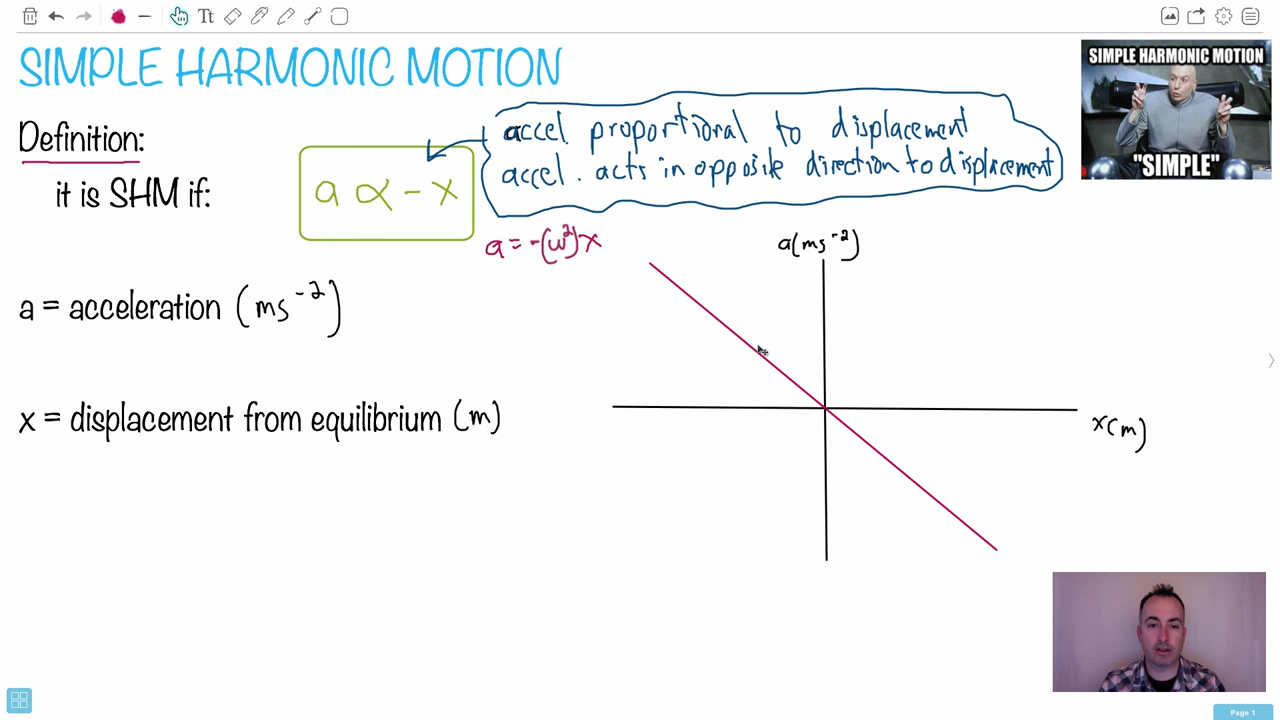 Tt
SIMPLE HARMONIC MOTION
SIMPLE HARMONIC MOTION
"SIMPLE"
Definition:
it is SHM if:
a ∝ - x
accel. proportional to displacement
accel. acts in opposite direction to displacement
a = -(ω²)x
a(ms⁻²)
a = acceleration (ms⁻²)
x = displacement from equilibrium (m)
x(m)
Page 1